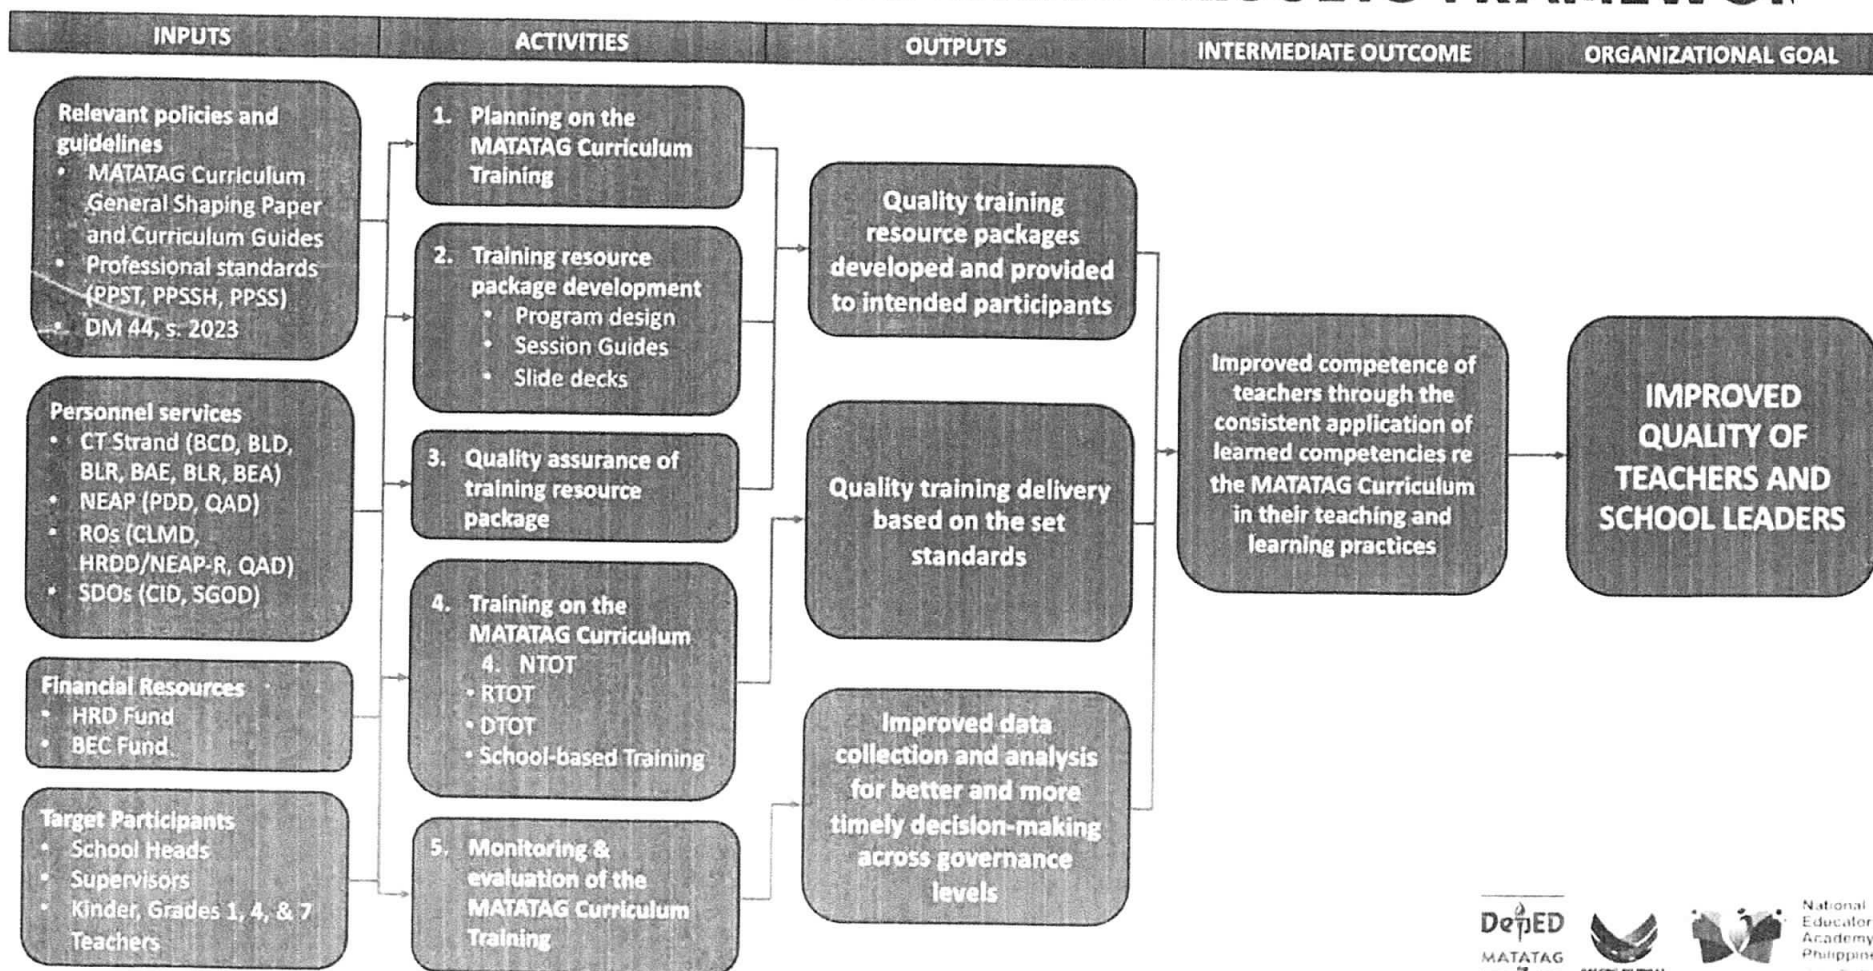 INPUTS
ACTIVITIES
OUTPUTS
INTERMEDIATE OUTCOME
ORGANIZATIONAL GOAL
Relevant policies and
guidelines
• MATATAG Curriculum
General Shaping Paper
and Curriculum Guides
• Professional standards
(PPST, PPSSH, PPSS)
• DM 44, s. 2023
Personnel services
• CT Strand (BCD, BLD,
BLR, BAE, BLR, BEA)
• NEAP (PDD, QAD)
• ROs (CLMD,
HRDD/NEAP-R, QAD)
• SDOs (CID, SGOD)
Financial Resources
• HRD Fund
• BEC Fund
Target Participants
• School Heads
• Supervisors
• Kinder, Grades 1, 4, & 7
Teachers
1. Planning on the
MATATAG Curriculum
Training
2. Training resource
package development
• Program design
• Session Guides
• Slide decks
3. Quality assurance of
training resource
package
4. Training on the
MATATAG Curriculum
4. NTOT
• RTOT
• DTOT
• School-based Training
5. Monitoring &
evaluation of the
MATATAG Curriculum
Training
Quality training
resource packages
developed and provided
to intended participants
Quality training delivery
based on the set
standards
Improved data
collection and analysis
for better and more
timely decision-making
across governance
levels
Improved competence of
teachers through the
consistent application of
learned competencies re
the MATATAG Curriculum
in their teaching and
learning practices
IMPROVED
QUALITY OF
TEACHERS AND
SCHOOL LEADERS
DepED
MATATAG
National
Educator
Academy
Philippin